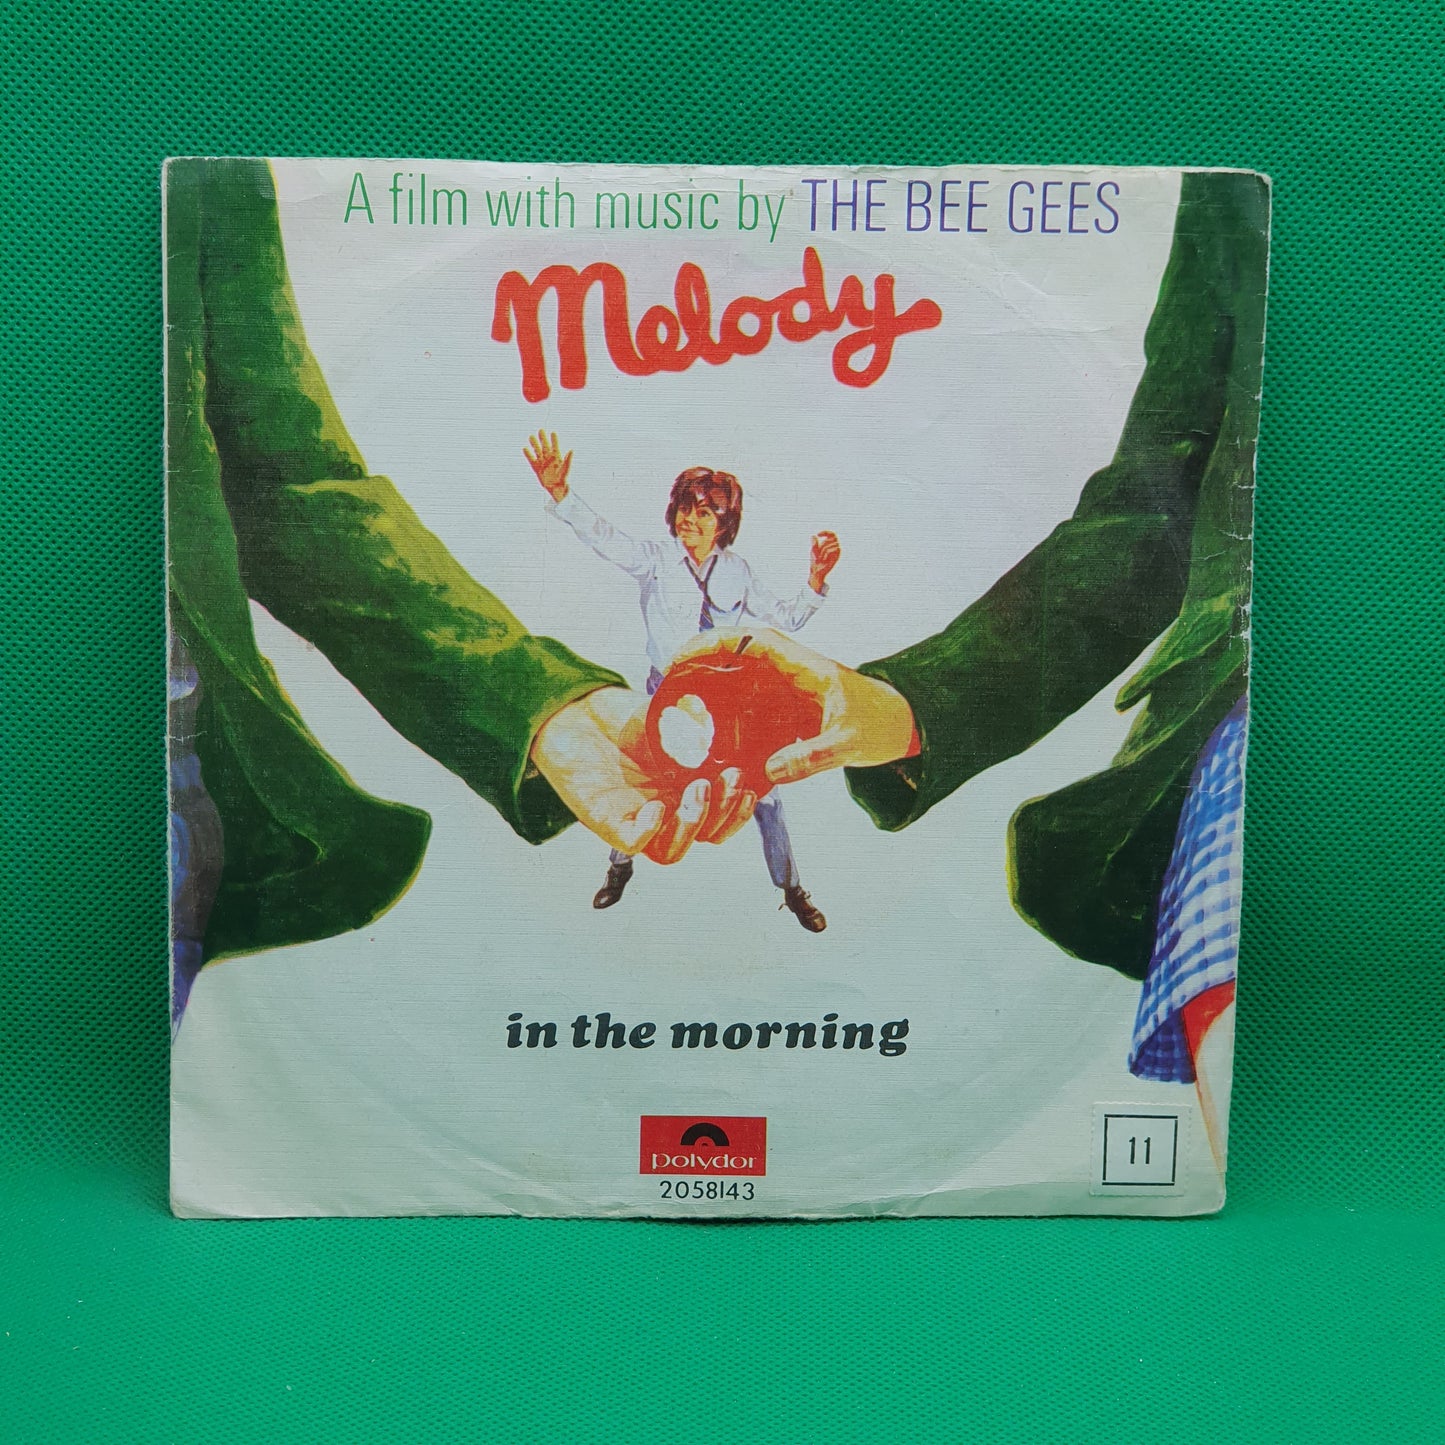 A film with music by THE BEE GEES
Melody
in the morning
polydor
2058143
11